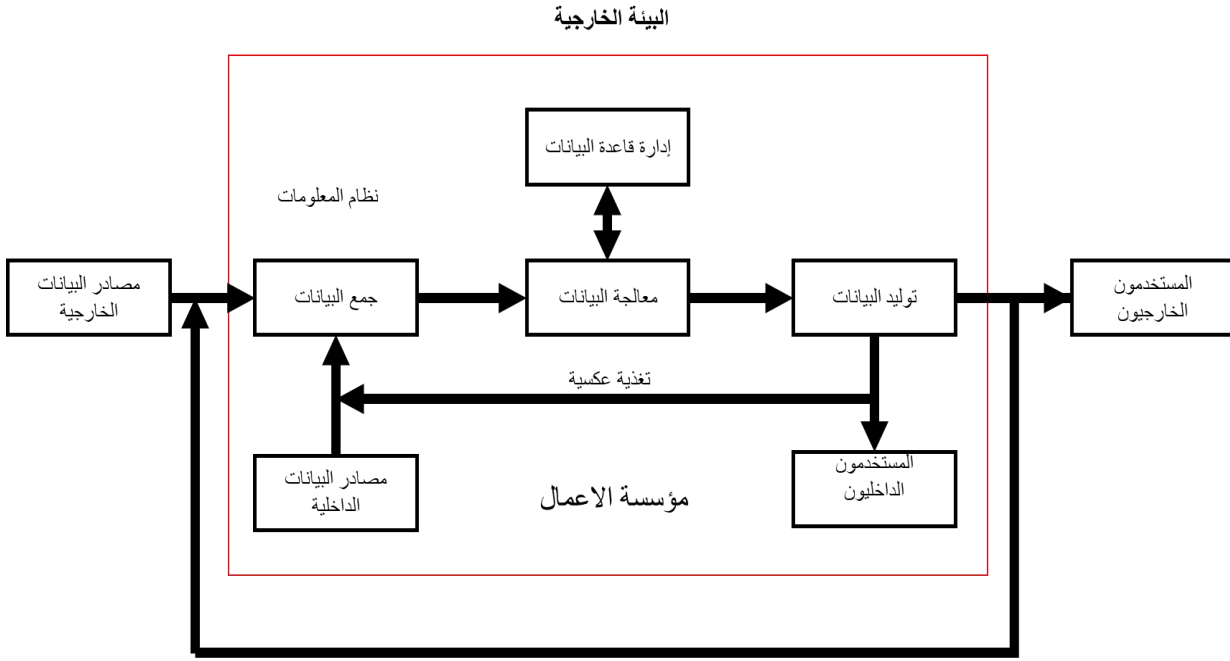 البيئة الخارجية
إدارة قاعدة البيانات
نظام المعلومات
مصادر البيانات
الخارجية
جمع البيانات
معالجة البيانات
توليد البيانات
المستخدمون
الخارجيون
تغذية عكسية
مصادر البيانات
الداخلية
مؤسسة الاعمال
المستخدمون
الداخليون